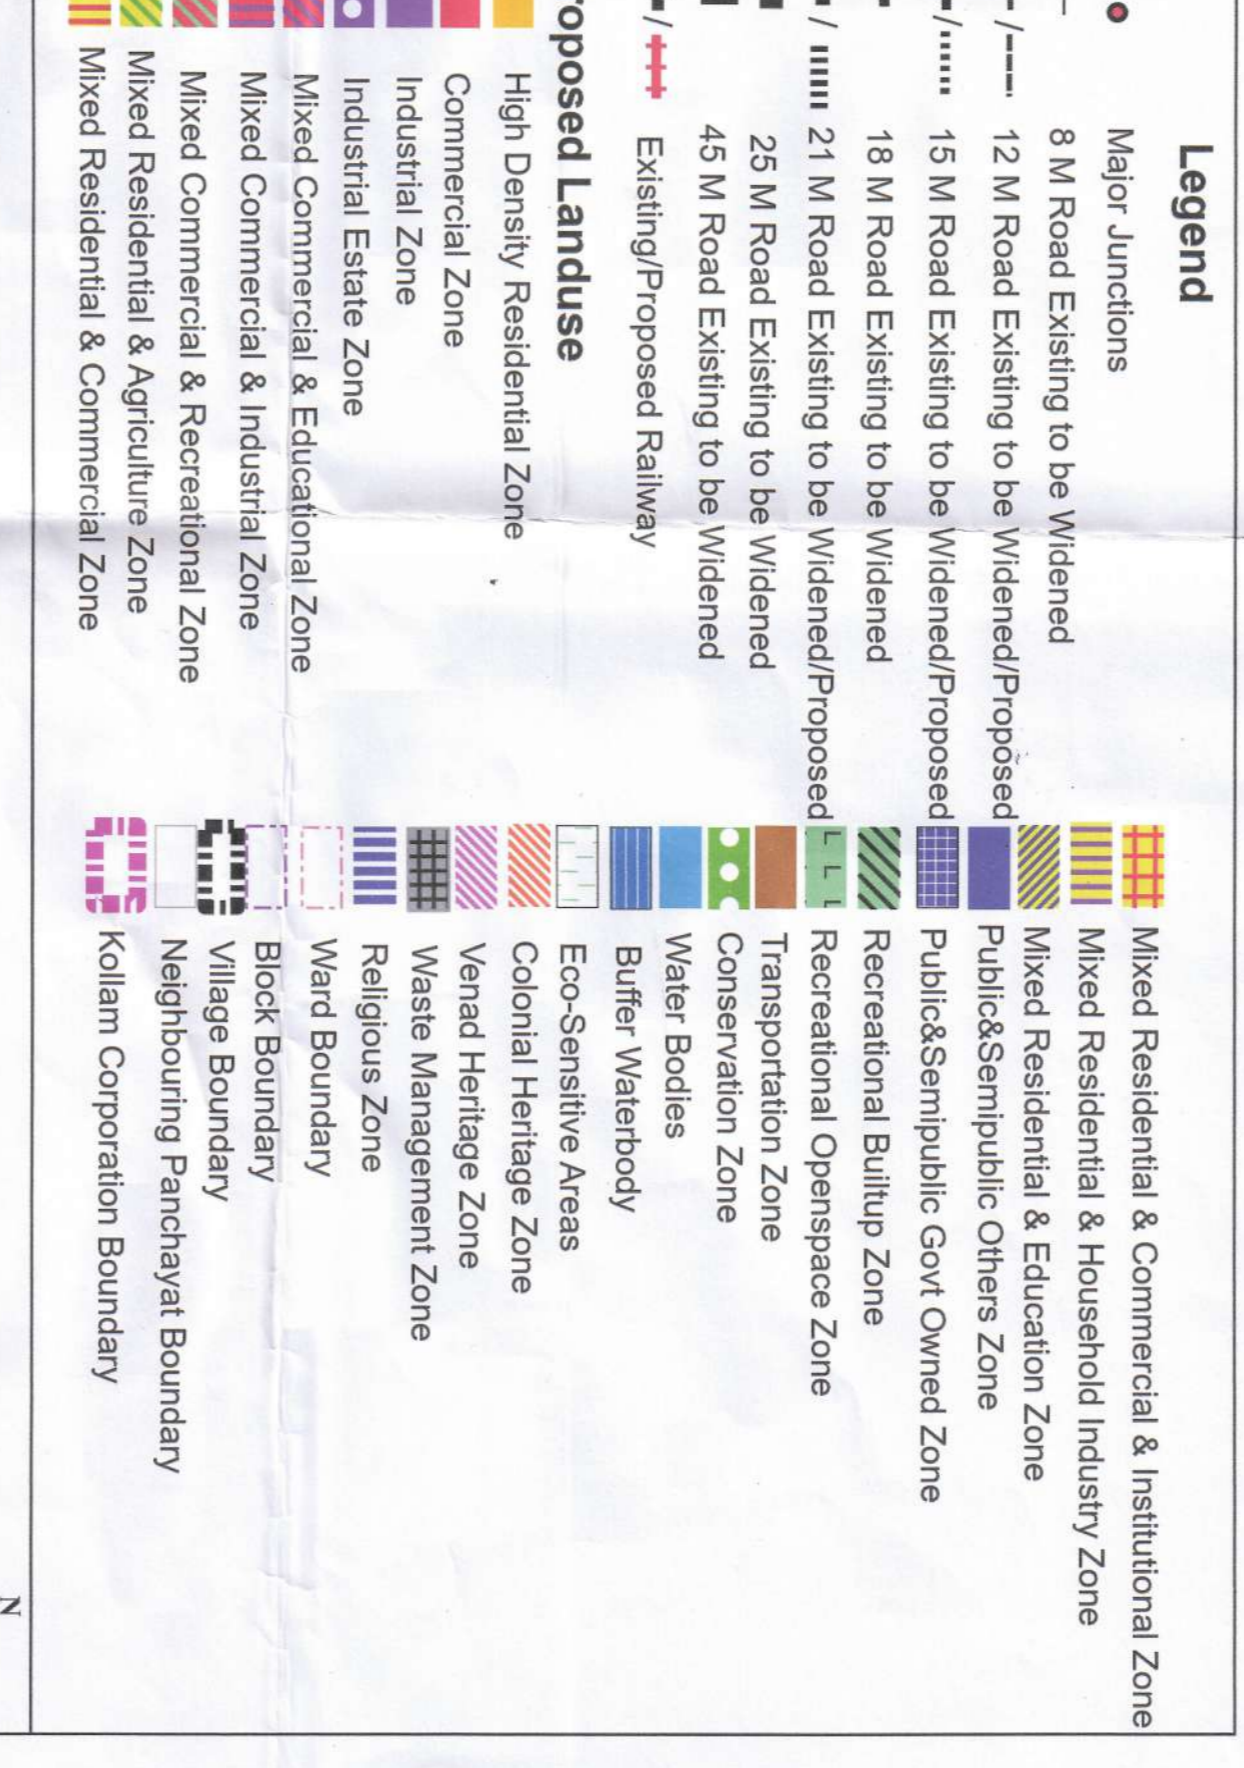 Legend
Major Junctions
8 M Road Existing to be Widened
12 M Road Existing to be Widened/Proposed
15 M Road Existing to be Widened/Proposed
18 M Road Existing to be Widened
21 M Road Existing to be Widened/Proposed
25 M Road Existing to be Widened
45 M Road Existing to be Widened
Existing/Proposed Railway
roposed Landuse
High Density Residential Zone
Commercial Zone
Industrial Zone
Industrial Estate Zone
Mixed Commercial & Educational Zone
Mixed Commercial & Industrial Zone
Mixed Commercial & Recreational Zone
Mixed Residential & Agriculture Zone
Mixed Residential & Commercial Zone
Mixed Residential & Commercial & Institutional Zone
Mixed Residential & Household Industry Zone
Mixed Residential & Education Zone
Public&Semipublic Others Zone
Public&Semipublic Govt Owned Zone
Recreational Builtup Zone
Recreational Openspace Zone
Transportation Zone
Conservation Zone
Water Bodies
Buffer Waterbody
Eco-Sensitive Areas
Colonial Heritage Zone
Venad Heritage Zone
Waste Management Zone
Religious Zone
Ward Boundary
Block Boundary
Village Boundary
Neighbouring Panchayat Boundary
Kollam Corporation Boundary
N